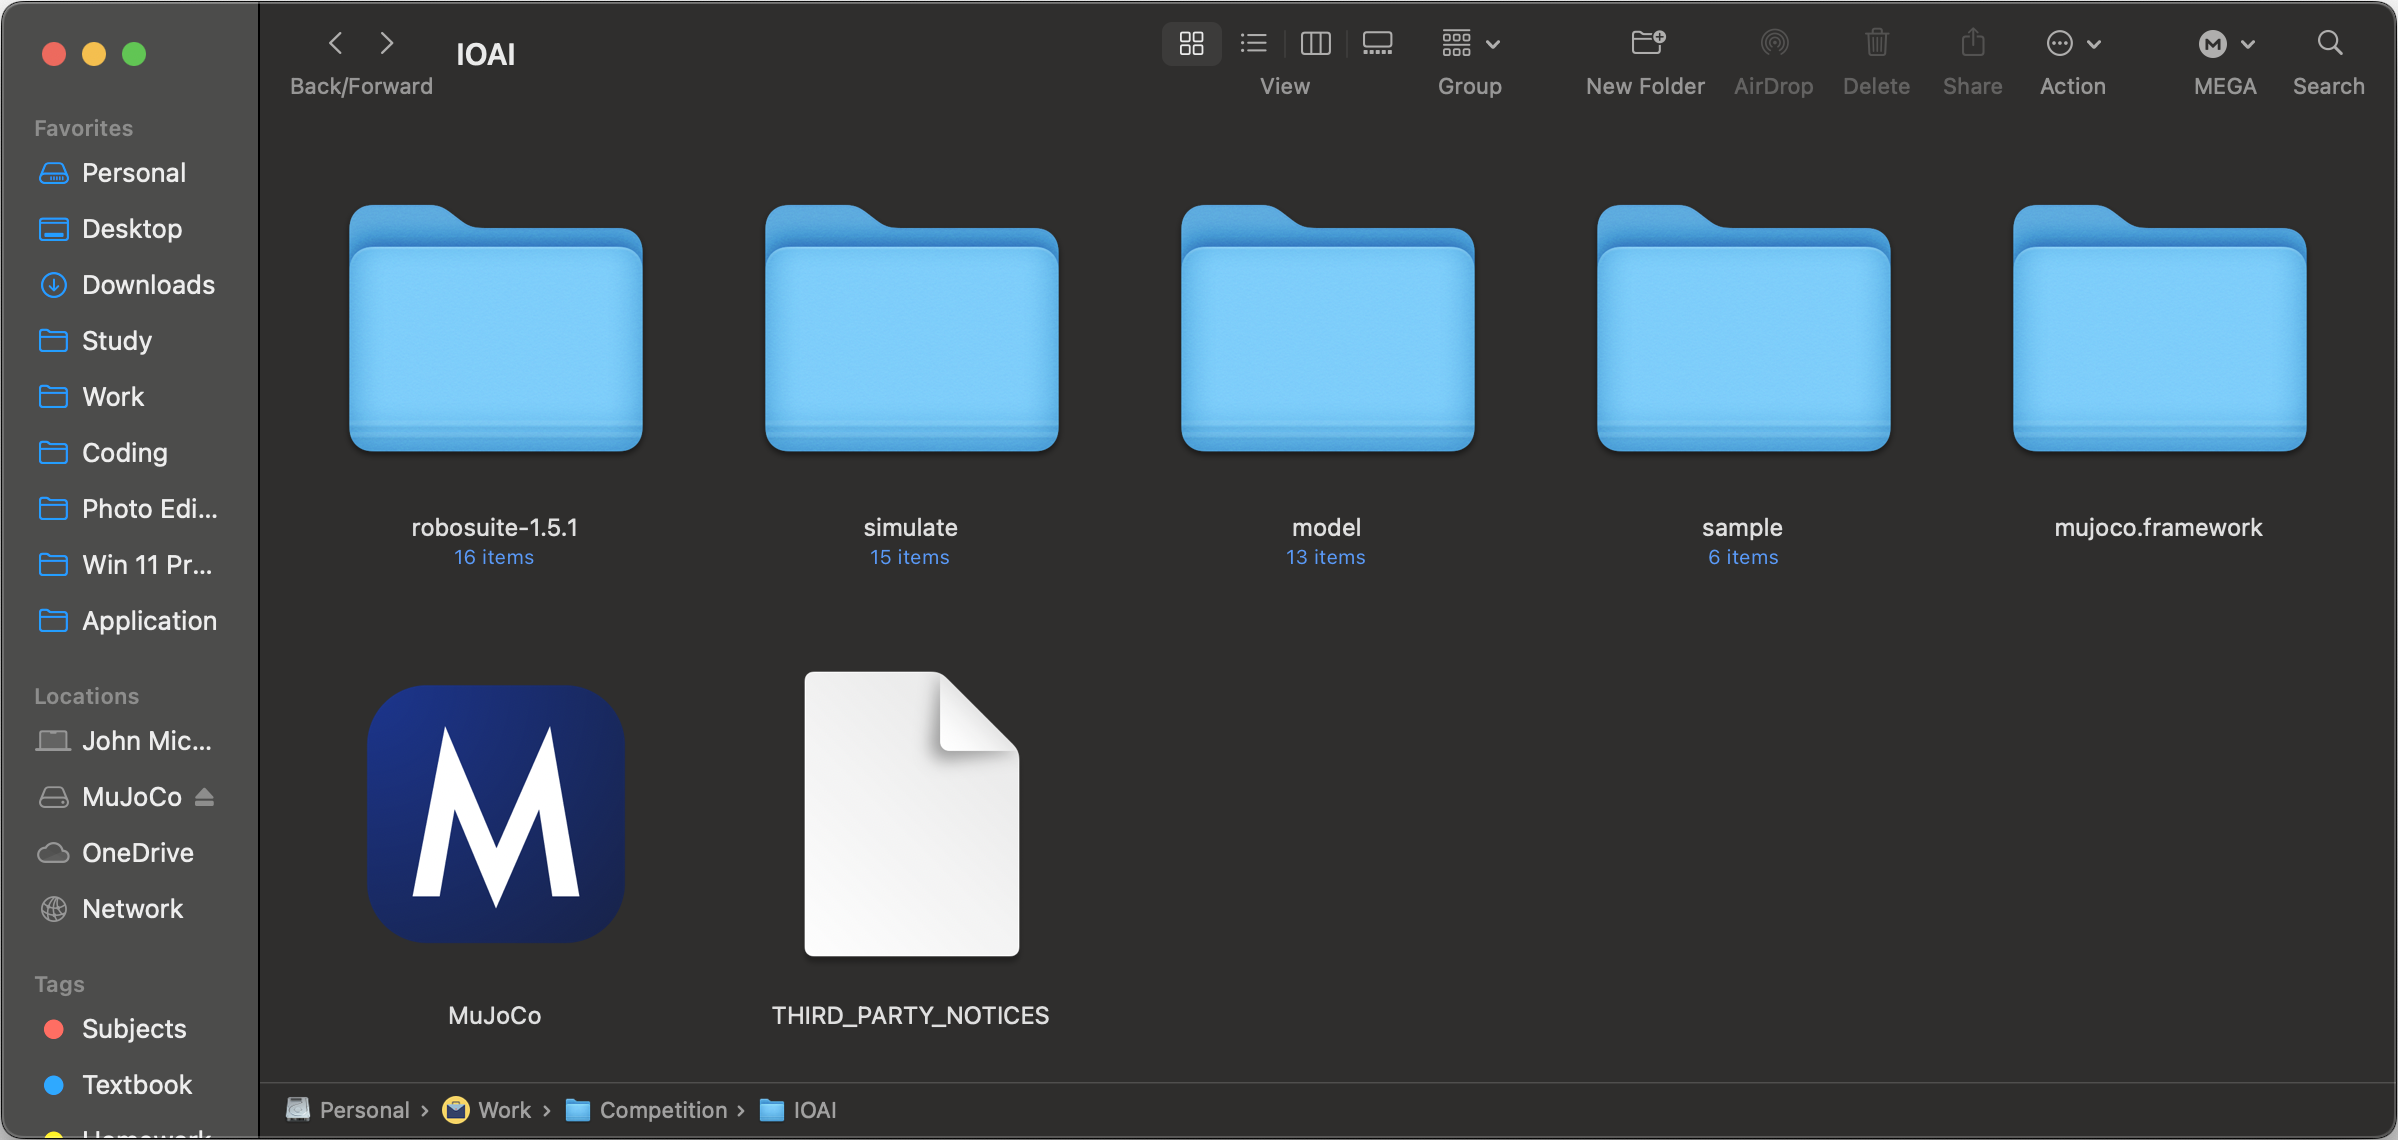 IOAI
Back/Forward
View
Group
New Folder
AirDrop
Delete
Share
Action
MEGA
Search
Favorites
Personal
Desktop
Downloads
Study
Work
Coding
Photo Edi...
Win 11 Pr...
Application
Locations
John Mic...
MuJoCo
OneDrive
Network
Tags
Subjects
Textbook
robosuite-1.5.1
16 items
simulate
15 items
model
13 items
sample
6 items
mujoco.framework
M
MuJoCo
THIRD_PARTY_NOTICES
Personal › Work › Competition › IOAI